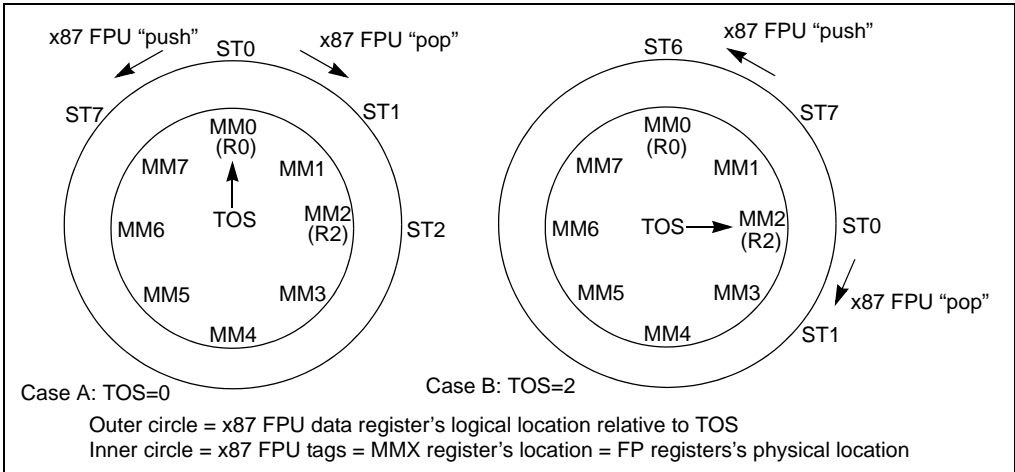 x87 FPU “push”
x87 FPU “pop”
ST0
ST7
ST1
MM0
(R0)
MM7
MM1
TOS
MM6
MM2
(R2)
ST2
MM5
MM3
MM4
Case A: TOS=0
x87 FPU “push”
ST6
ST7
MM0
(R0)
MM7
MM1
MM6
TOS
MM2
(R2)
ST0
MM5
MM3
x87 FPU “pop”
MM4
ST1
Case B: TOS=2
Outer circle = x87 FPU data register’s logical location relative to TOS
Inner circle = x87 FPU tags = MMX register’s location = FP registers’s physical location